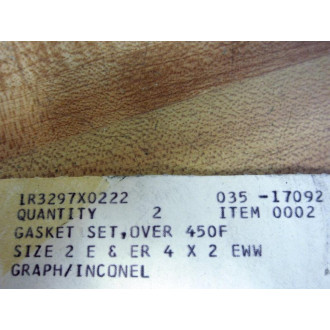 1R3297X0222 035 -17092
QUANTITY 2 ITEM 0002
GASKET SET,OVER 450F
SIZE 2 E & ER 4 X 2 EWW
GRAPH/INCONEL